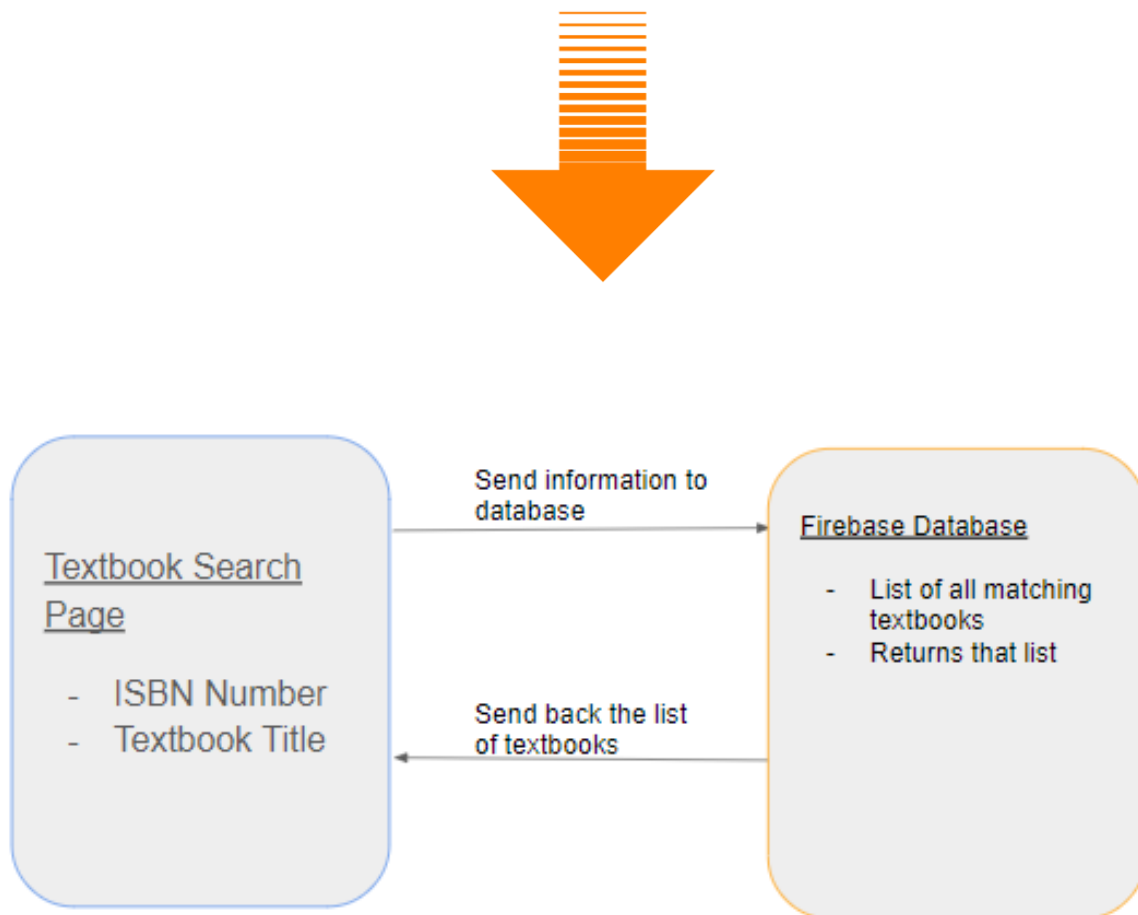 Textbook Search
Page
- ISBN Number
- Textbook Title
Send information to
database
Send back the list
of textbooks
Firebase Database
- List of all matching
textbooks
- Returns that list